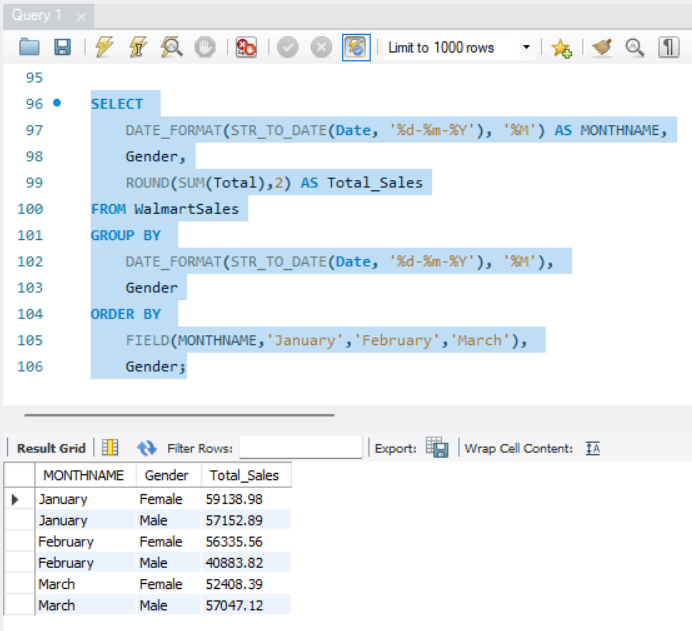 Query 1
Limit to 1000 rows
95
96 SELECT
97 DATE_FORMAT(STR_TO_DATE(Date, '%d-%m-%Y'), '%M') AS MONTHNAME,
98 Gender,
99 ROUND(SUM(Total),2) AS Total_Sales
100 FROM WalmartSales
101 GROUP BY
102 DATE_FORMAT(STR_TO_DATE(Date, '%d-%m-%Y'), '%M'),
103 Gender
104 ORDER BY
105 FIELD(MONTHNAME,'January','February','March'),
106 Gender;
Result Grid Filter Rows: Export: Wrap Cell Content: IA
MONTHNAME Gender Total_Sales
January Female 59138.98
January Male 57152.89
February Female 56335.56
February Male 40883.82
March Female 52408.39
March Male 57047.12